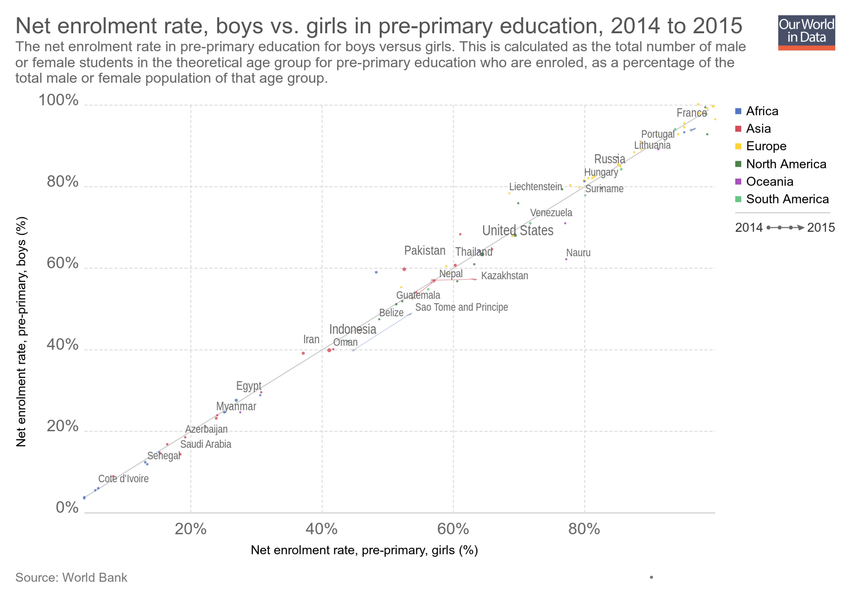 Net enrolment rate, boys vs. girls in pre-primary education, 2014 to 2015
Our World
in Data
The net enrolment rate in pre-primary education for boys versus girls. This is calculated as the total number of male
or female students in the theoretical age group for pre-primary education who are enroled, as a percentage of the
total male or female population of that age group.
100%
80%
60%
40%
20%
0%
Net enrolment rate, pre-primary, boys (%)
France
Portugal
Lithuania
Russia
Hungary
Liechtenstein
Suriname
Venezuela
United States
Pakistan
Thailand
Nauru
Nepal
Kazakhstan
Guatemala
Sao Tome and Principe
Belize
Indonesia
Iran
Oman
Egypt
Myanmar
Azerbaijan
Saudi Arabia
Senegal
Cote d'Ivoire
20%
40%
60%
80%
Net enrolment rate, pre-primary, girls (%)
Africa
Asia
Europe
North America
Oceania
South America
2014
2015
Source: World Bank